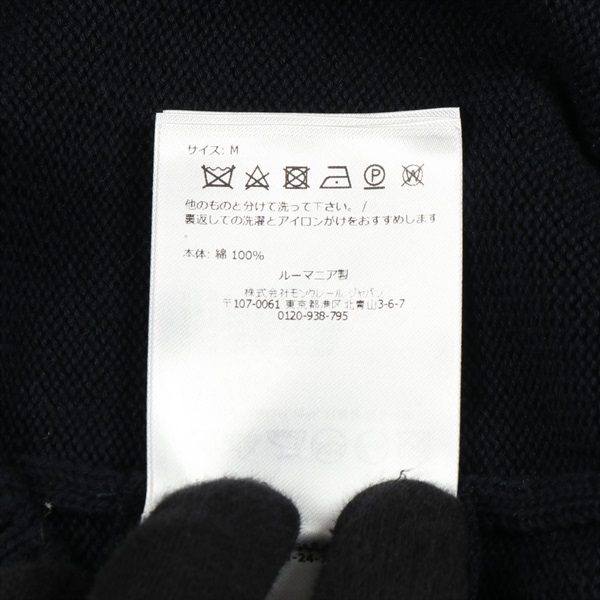 サイズ: M
P W
他のものと分けて洗って下さい。/
裏返しての洗濯とアイロンがけをおすすめします
。
本体: 綿 100%
ルーマニア製
株式会社モンクレール ジャパン
〒107-0061 東京都港区北青山3-6-7
0120-938-795